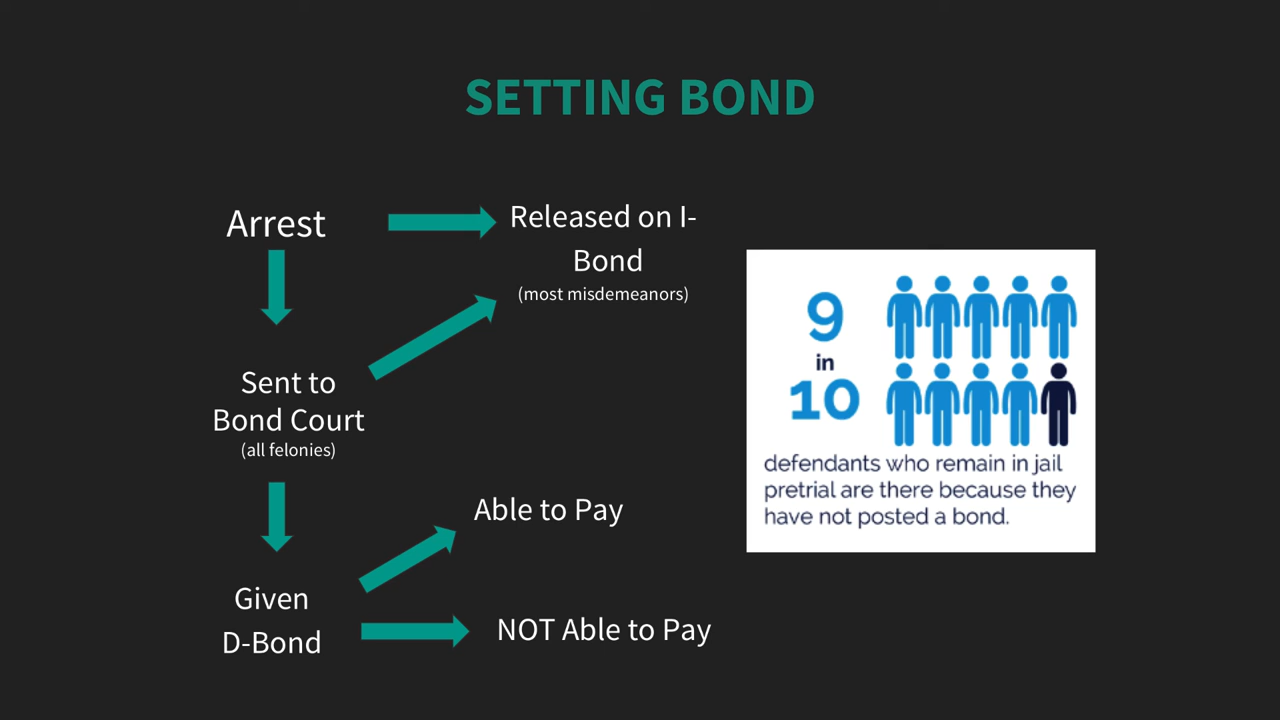 SETTING BOND
Arrest
Released on I-
Bond
(most misdemeanors)
Sent to
Bond Court
(all felonies)
Given
D-Bond
Able to Pay
NOT Able to Pay
9
in
10
defendants who remain in jail
pretrial are there because they
have not posted a bond.